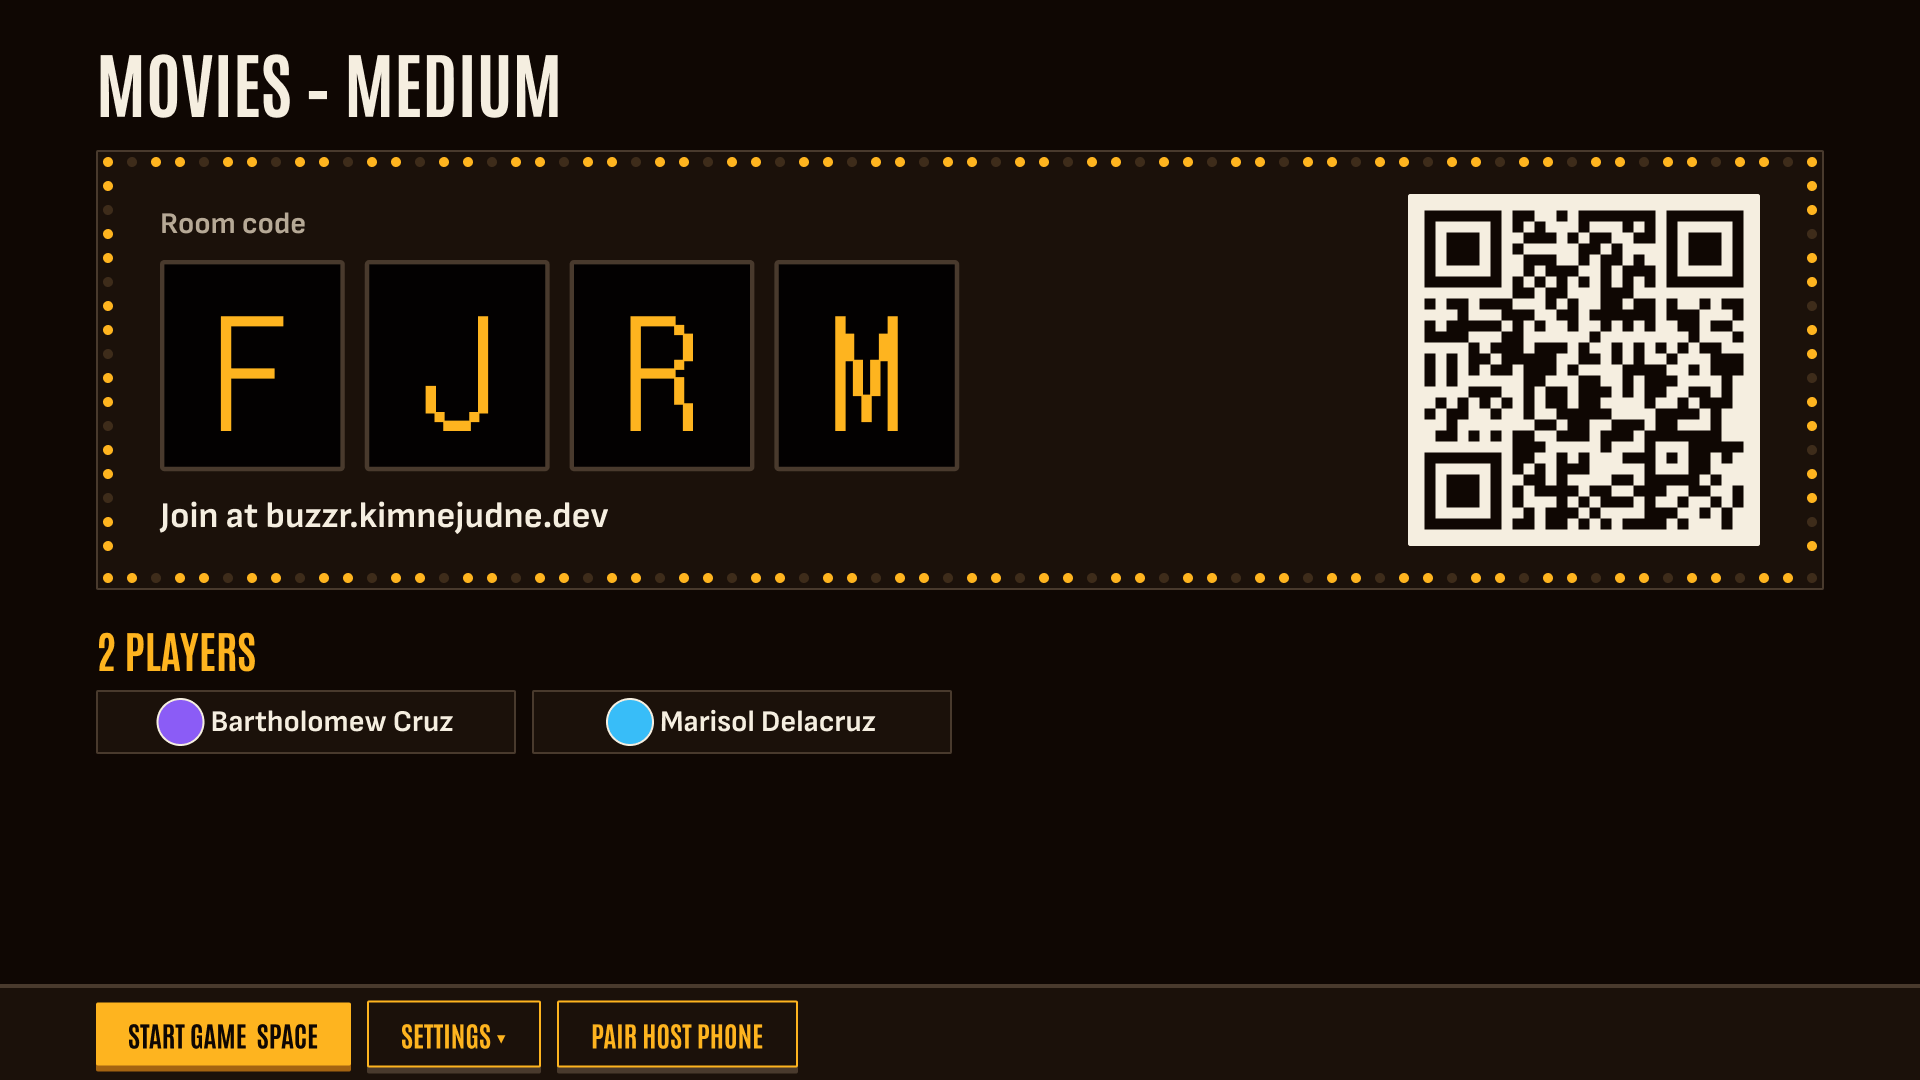 MOVIES - MEDIUM
Room code
F J R M
Join at buzzr.kimnejudne.dev
2 PLAYERS
Bartholomew Cruz
Marisol Delacruz
START GAME SPACE
SETTINGS ▾
PAIR HOST PHONE